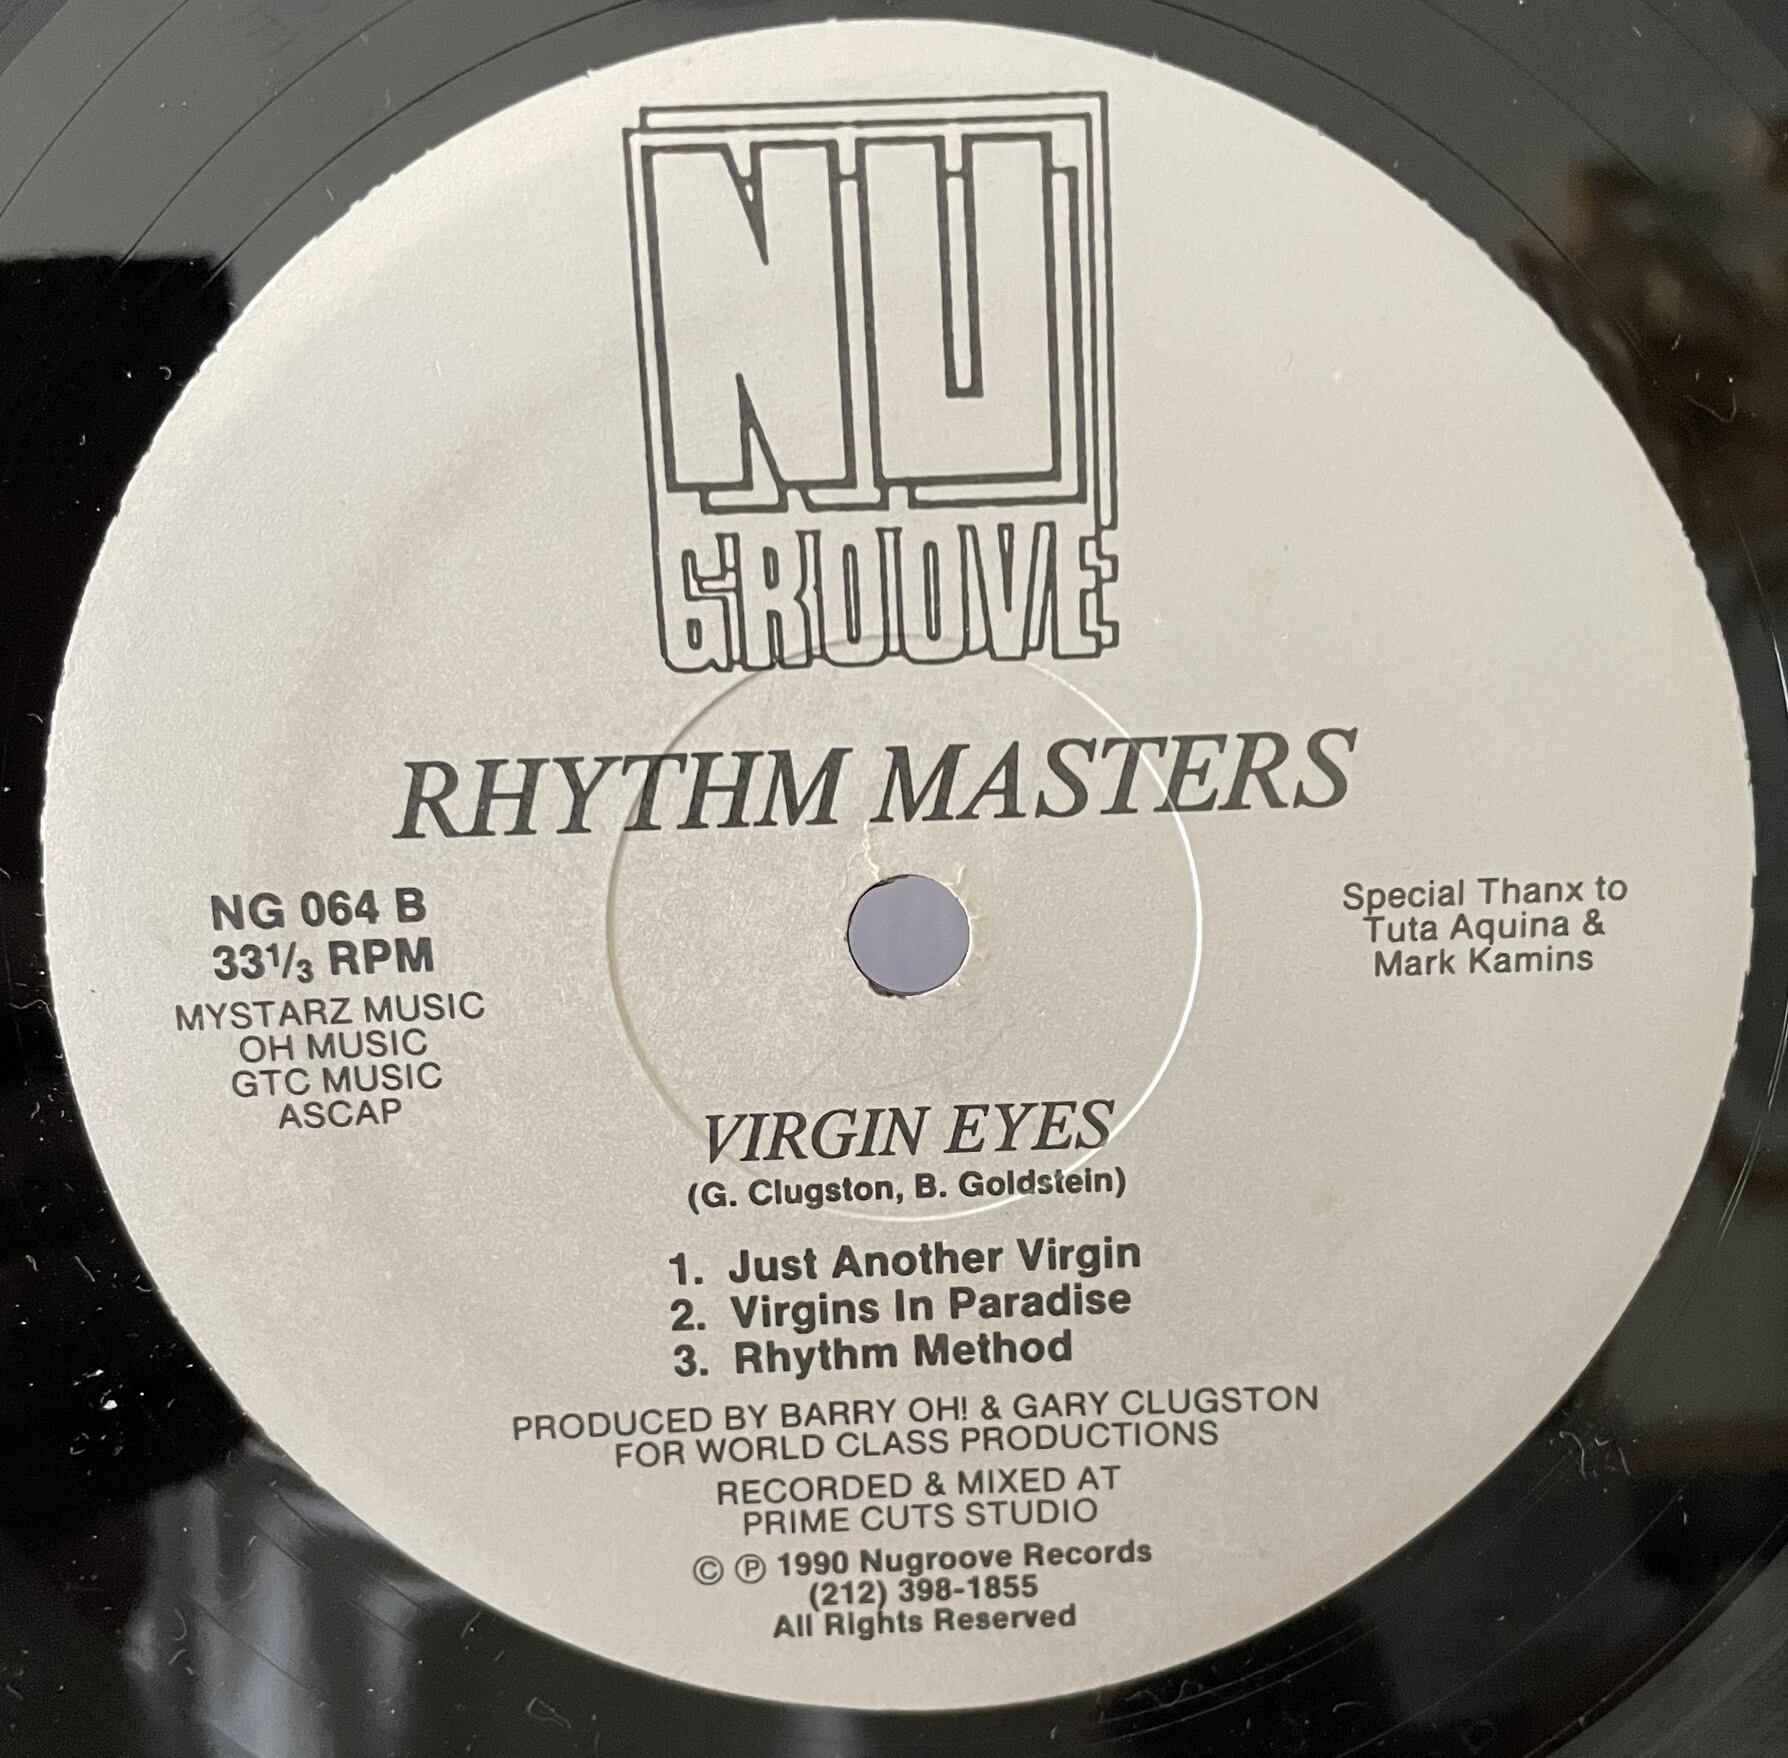 NU
GROOVE
RHYTHM MASTERS
NG 064 B
33 1/3 RPM
MYSTARZ MUSIC
OH MUSIC
GTC MUSIC
ASCAP
Special Thanx to
Tuta Aquina &
Mark Kamins
VIRGIN EYES
(G. Clugston, B. Goldstein)
1. Just Another Virgin
2. Virgins In Paradise
3. Rhythm Method
PRODUCED BY BARRY OH! & GARY CLUGSTON
FOR WORLD CLASS PRODUCTIONS
RECORDED & MIXED AT
PRIME CUTS STUDIO
© ℗ 1990 Nugroove Records
(212) 398-1855
All Rights Reserved